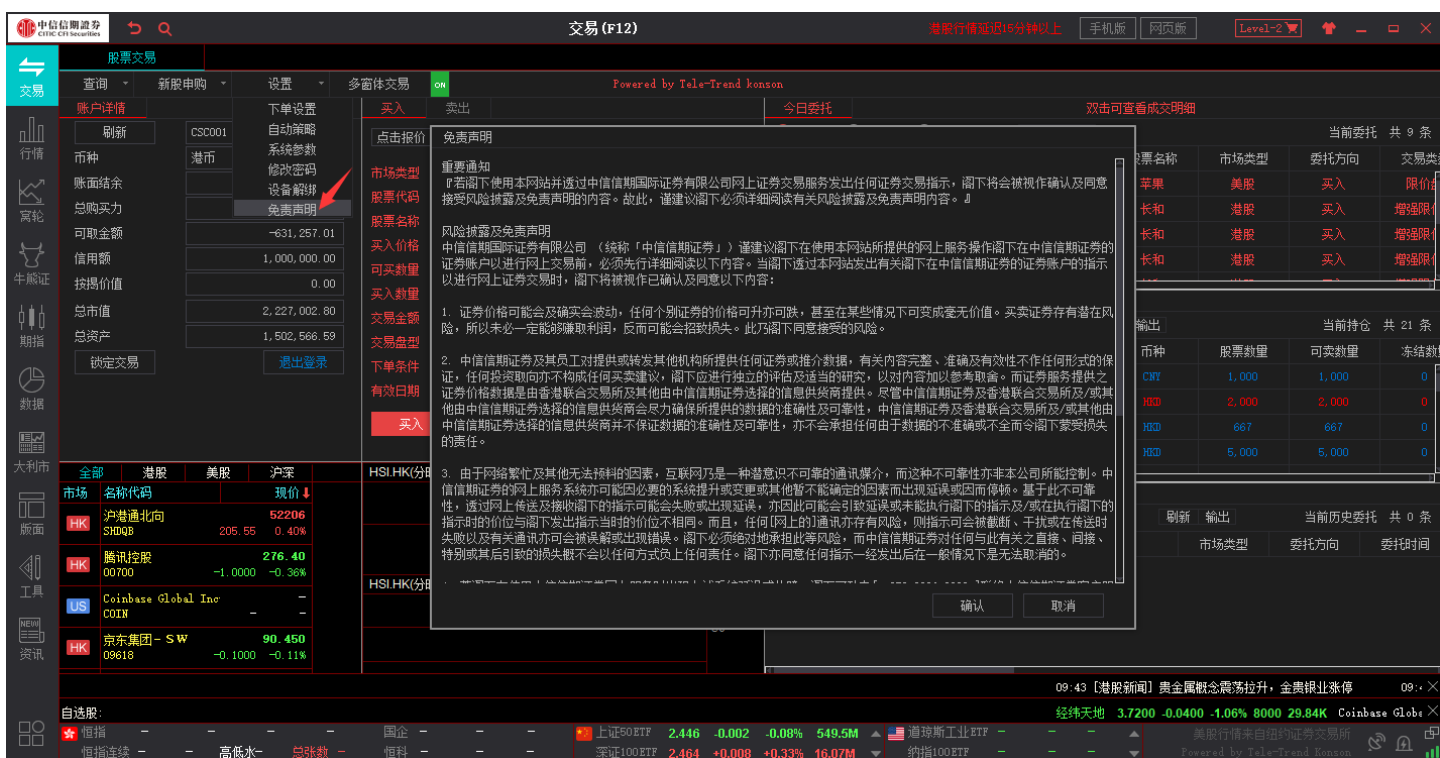 中信信期證券
CITIC CFI Securities
交易(F12)
港股行情延迟15分钟以上
手机版
网页版
Level-2
股票交易
交易
行情
窝轮
牛熊证
期指
数据
大利市
版面
工具
NEW
资讯
查询
新股申购
设置
多窗体交易
ON
Powered by Tele-Trend konson
账户详情
刷新
CSC001
币种
港币
账面结余
总购买力
可取金额
-631,257.01
信用额
1,000,000.00
按揭价值
0.00
总市值
2,227,002.80
总资产
1,502,566.59
锁定交易
退出登录
下单设置
自动策略
系统参数
修改密码
设备解绑
免责声明
买入
卖出
点击报价
市场类型
股票代码
股票名称
买入价格
可买数量
买入数量
交易金额
交易盘型
下单条件
有效日期
买入
今日委托
双击可查看成交明细
当前委托 共 9 条
股票名称 市场类型 委托方向 交易类
苹果 美股 买入 限价
长和 港股 买入 增强限
长和 港股 买入 增强限
长和 港股 买入 增强限
输出
当前持仓 共 21 条
币种 股票数量 可卖数量 冻结数
CNY 1,000 1,000 0
HKD 2,000 2,000 0
HKD 667 667 0
HKD 5,000 5,000 0
刷新 输出
当前历史委托 共 0 条
市场类型 委托方向 委托时间
免责声明
重要通知
『若阁下使用本网站并透过中信信期国际证券有限公司网上证券交易服务发出任何证券交易指示，阁下将会被视作确认及同意
接受风险披露及免责声明的内容。故此，谨建议阁下必须详细阅读有关风险披露及免责声明内容。』
风险披露及免责声明
中信信期国际证券有限公司 （统称「中信信期证券」）谨建议阁下在使用本网站所提供的网上服务操作阁下在中信信期证券的
证券账户以进行网上交易前，必须先行详细阅读以下内容。当阁下透过本网站发出有关阁下在中信信期证券的证券账户的指示
以进行网上证券交易时，阁下将被视作已确认及同意以下内容：
1. 证券价格可能会及确实会波动，任何个别证券的价格可升亦可跌，甚至在某些情况下可变成毫无价值。买卖证券存有潜在风
险，所以未必一定能够赚取利润，反而可能会招致损失。此乃阁下同意接受的风险。
2. 中信信期证券及其员工对提供或转发其他机构所提供任何证券或推介数据，有关内容完整、准确及有效性不作任何形式的保
证，任何投资取向亦不构成任何买卖建议，阁下应进行独立的评估及适当的研究，以对内容加以参考取舍。而证券服务提供之
证券价格数据是由香港联合交易所及其他由中信信期证券选择的信息供货商提供。尽管中信信期证券及香港联合交易所及/或其
他由中信信期证券选择的信息供货商会尽力确保所提供的数据的准确性及可靠性，中信信期证券及香港联合交易所及/或其他由
中信信期证券选择的信息供货商并不保证数据的准确性及可靠性，亦不会承担任何由于数据的不准确或不全而令阁下蒙受损失
的责任。
3. 由于网络繁忙及其他无法预料的因素，互联网乃是一种潜意识不可靠的通讯媒介，而这种不可靠性亦非本公司所能控制。中
信信期证券的网上服务系统亦可能因必要的系统提升或变更或其他暂不能确定的因素而出现延误或因而停顿。基于此不可靠
性，透过网上传送及接收阁下的指示可能会失败或出现延误，亦因此可能会引致延误或未能执行阁下的指示及/或在执行阁下的
指示时的价位与阁下发出指示当时的价位不相同。而且，任何[网上的]通讯亦存有风险，则指示可会被截断、干扰或在传送时
失败以及有关通讯亦可会被误解或出现错误。阁下必须绝对地承担此等风险，而中信信期证券对任何与此有关之直接、间接、
特别或其后引致的损失概不会以任何方式负上任何责任。阁下亦同意任何指示一经发出后在一般情况下是无法取消的。
确认
取消
全部 港股 美股 沪深
市场 名称代码 现价
HK 沪港通北向 52206
SHDQB 205.55 0.40%
HK 腾讯控股 276.40
00700 -1.0000 -0.36%
US Coinbase Global Inc -
COIN - -
HK 京东集团-SW 90.450
09618 -0.1000 -0.11%
HSI.HK(分
HSI.HK(分
09:43 [港股新闻] 贵金属概念震荡拉升，金贵银业涨停 09:
自选股:
经纬天地 3.7200 -0.0400 -1.06% 8000 29.84K Coinbase Glob
恒指 - - - 国企 - - - 上证50ETF 2.446 -0.002 -0.08% 549.5M 道琼斯工业ETF - - - 美股行情来自纽约证券交易所
恒指连续 - - 高低水- 总张数 - 恒科 - - - 深证100ETF 2.464 +0.008 +0.33% 16.07M 纳指100ETF - - - Powered by Tele-Trend Konson